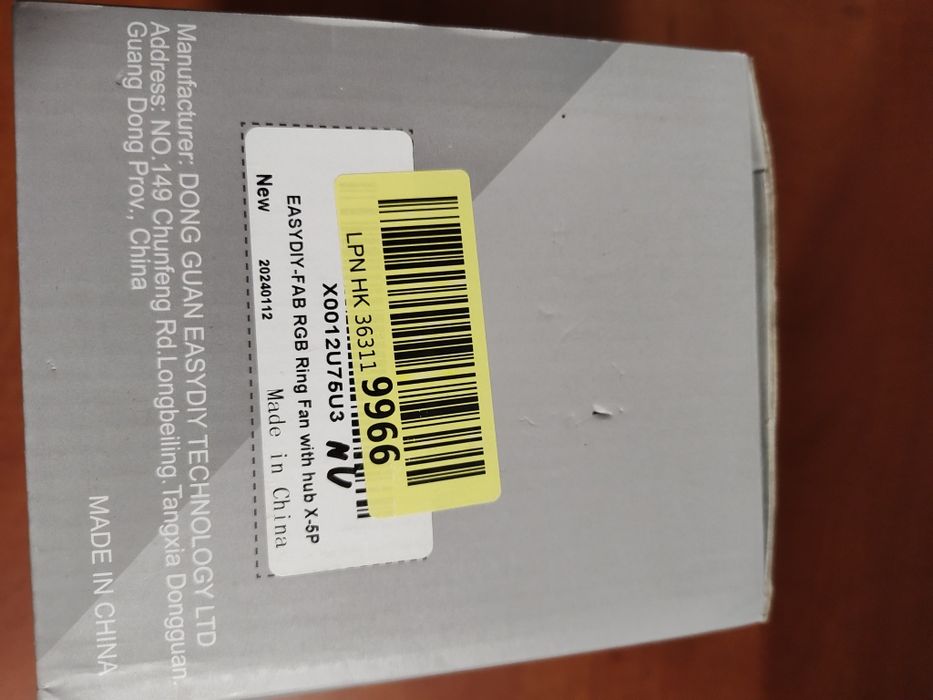 LPN HK 36311 9966
X0012U75U3
NU
EASYDIY-FAB RGB Ring Fan with hub X-5P
New 20240112 Made in China
Manufacturer: DONG GUAN EASYDIY TECHNOLOGY LTD
Address: NO.149 Chunfeng Rd.Longbeiling.Tangxia Dongguan.
Guang Dong Prov., China
MADE IN CHINA